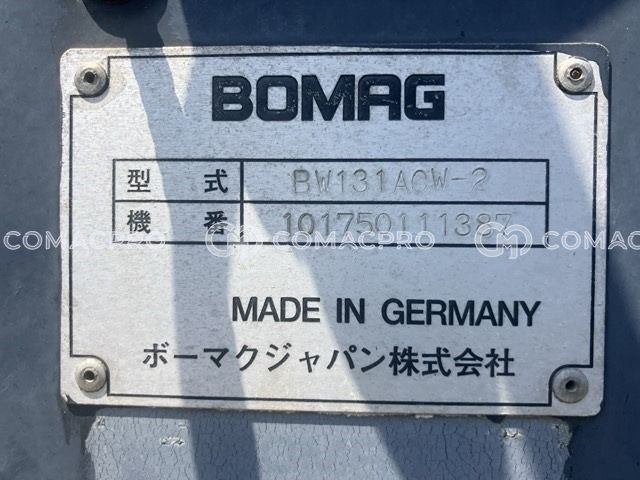 BOMAG
型式 BW131ACW-2
機番 101750111387
COMACPRO COMACPRO COMACPRO
MADE IN GERMANY
ボーマクジャパン株式会社